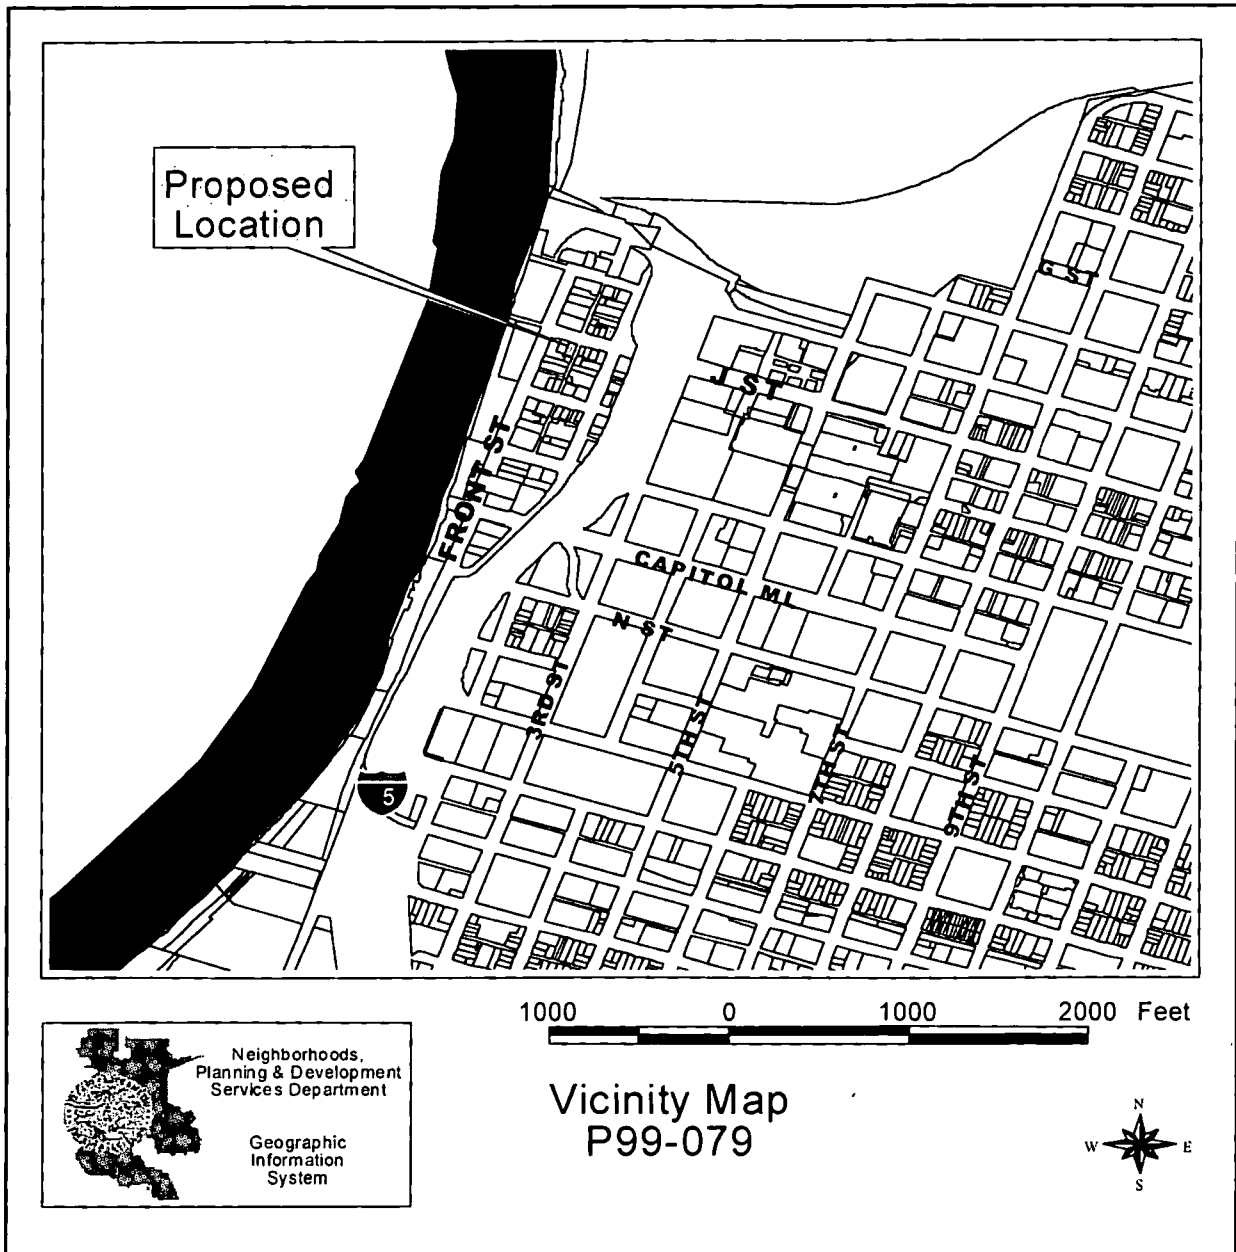 Proposed
Location
G ST
J ST
FRONT ST
CAPITOL ML
N ST
3RD ST
5TH ST
7TH ST
9TH ST
5
1000 0 1000 2000 Feet
Neighborhoods,
Planning & Development
Services Department
Geographic
Information
System
Vicinity Map
P99-079
N
W E
S